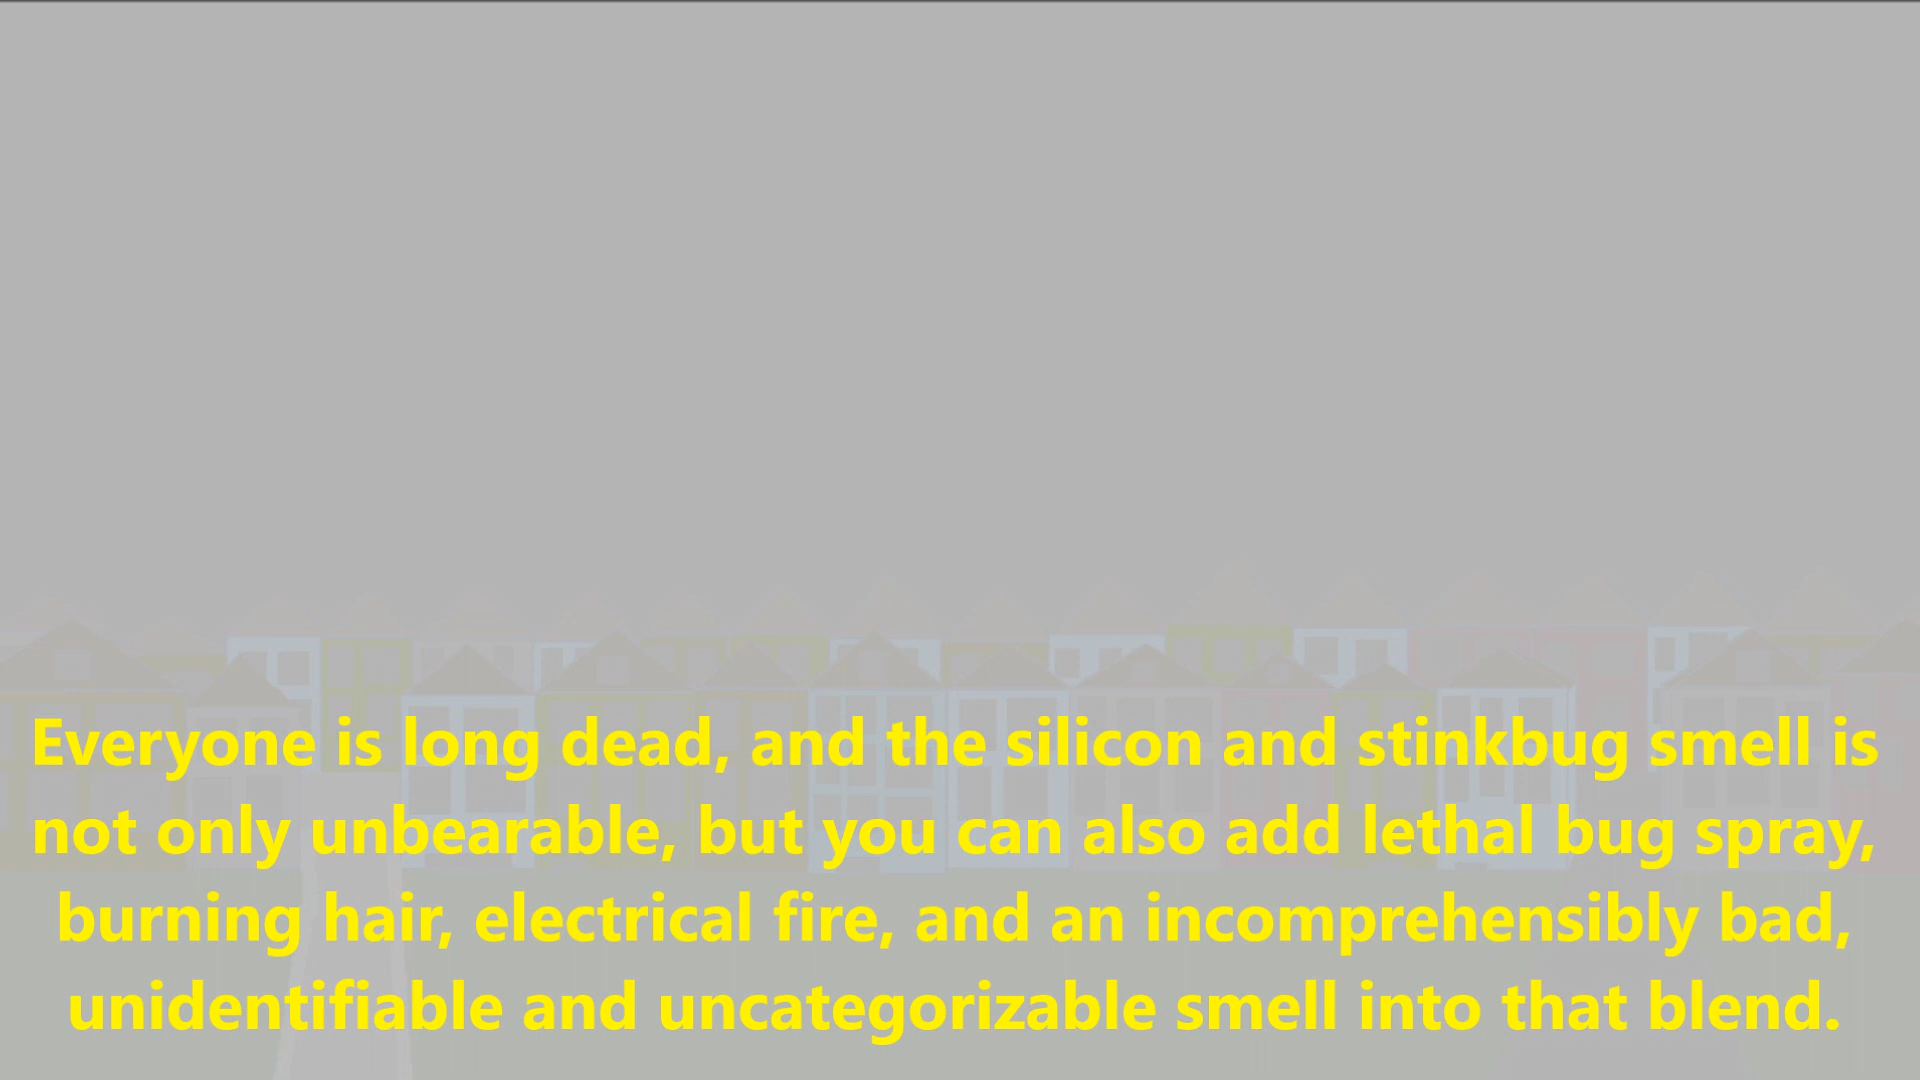 Everyone is long dead, and the silicon and stinkbug smell is
not only unbearable, but you can also add lethal bug spray,
burning hair, electrical fire, and an incomprehensibly bad,
unidentifiable and uncategorizable smell into that blend.